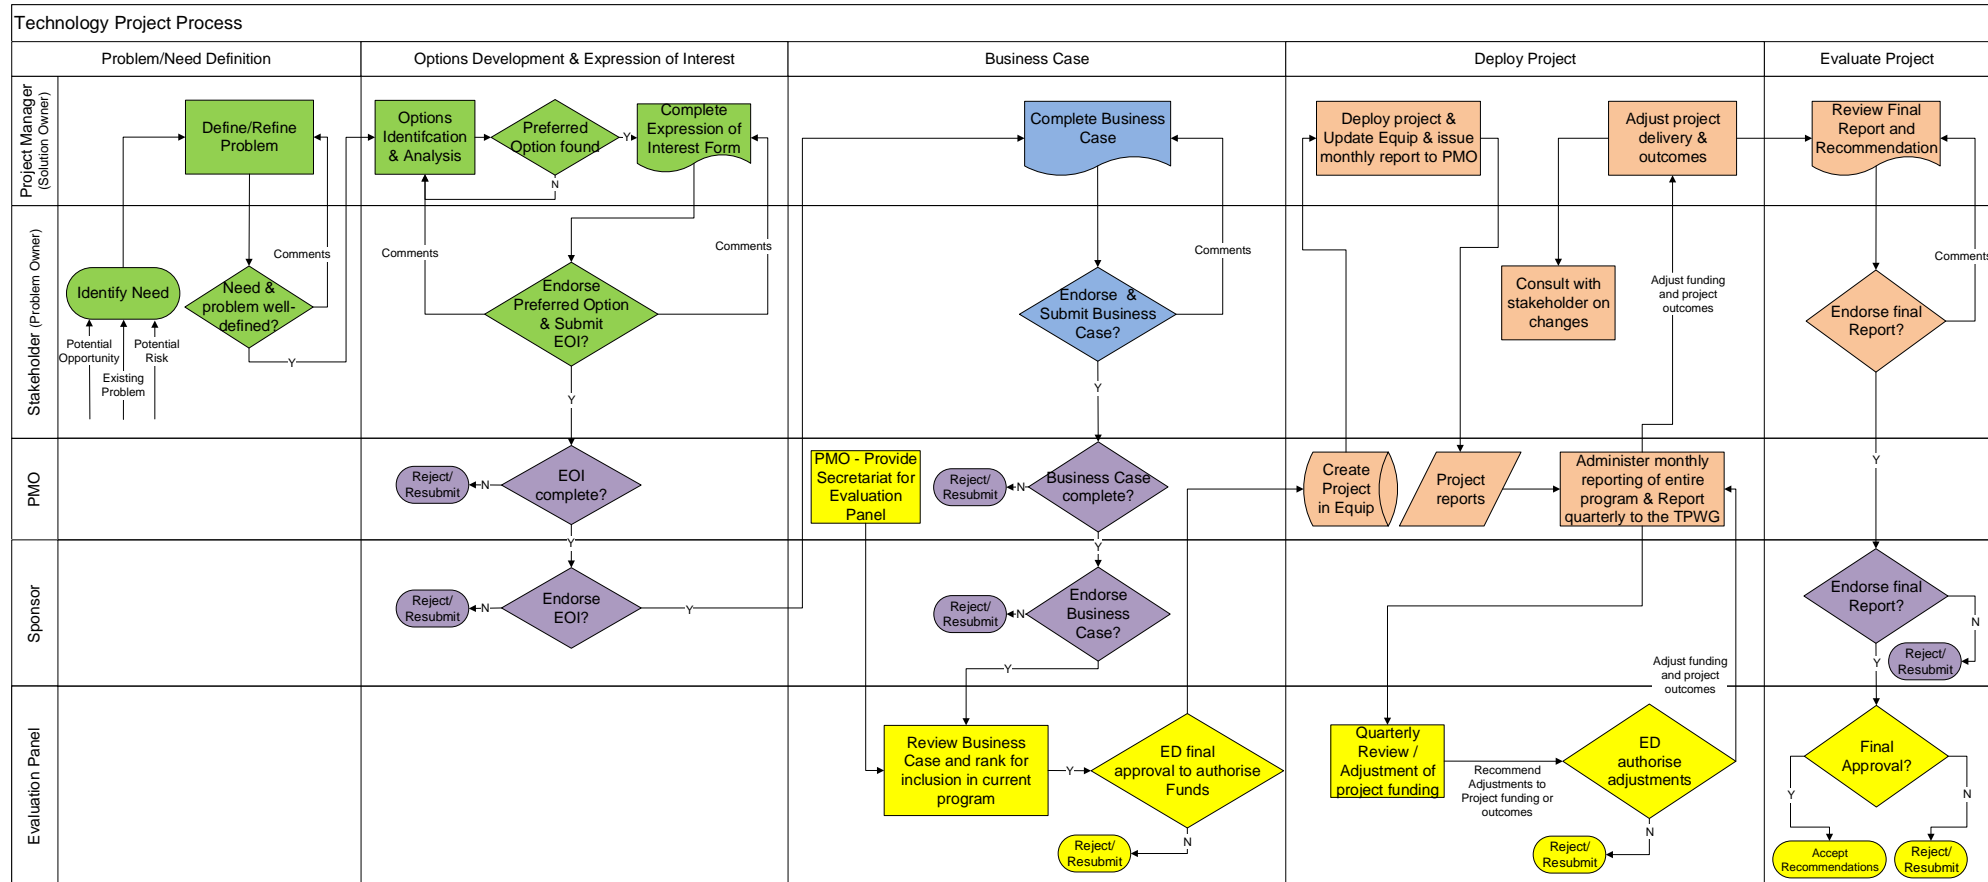 Technology Project Process
Problem/Need Definition
Options Development & Expression of Interest
Business Case
Deploy Project
Evaluate Project
Project Manager
(Solution Owner)
Define/Refine
Problem
Options
Identifcation
& Analysis
Preferred
Option found
Y
N
Complete
Expression of
Interest Form
Complete Business
Case
Deploy project &
Update Equip & issue
monthly report to PMO
Adjust project
delivery &
outcomes
Review Final
Report and
Recommendation
Stakeholder (Problem Owner)
Identify Need
Potential
Opportunity
Existing
Problem
Potential
Risk
Need &
problem well-
defined?
Comments
Y
Comments
Endorse
Preferred Option
& Submit
EOI?
Comments
Y
Endorse &
Submit Business
Case?
Comments
Y
Consult with
stakeholder on
changes
Adjust funding
and project
outcomes
Endorse final
Report?
Comments
Y
PMO
Reject/
Resubmit
N
EOI
complete?
Y
PMO - Provide
Secretariat for
Evaluation
Panel
Reject/
Resubmit
N
Business Case
complete?
Y
Create
Project
in Equip
Project
reports
Administer monthly
reporting of entire
program & Report
quarterly to the TPWG
Sponsor
Reject/
Resubmit
N
Endorse
EOI?
Y
Reject/
Resubmit
N
Endorse
Business
Case?
Y
Endorse final
Report?
N
Reject/
Resubmit
Y
Evaluation Panel
Review Business
Case and rank for
inclusion in current
program
Y
ED final
approval to authorise
Funds
N
Reject/
Resubmit
Quarterly
Review /
Adjustment of
project funding
Recommend
Adjustments to
Project funding or
outcomes
ED
authorise
adjustments
Adjust funding
and project
outcomes
N
Reject/
Resubmit
Final
Approval?
Y
N
Accept
Recommendations
Reject/
Resubmit